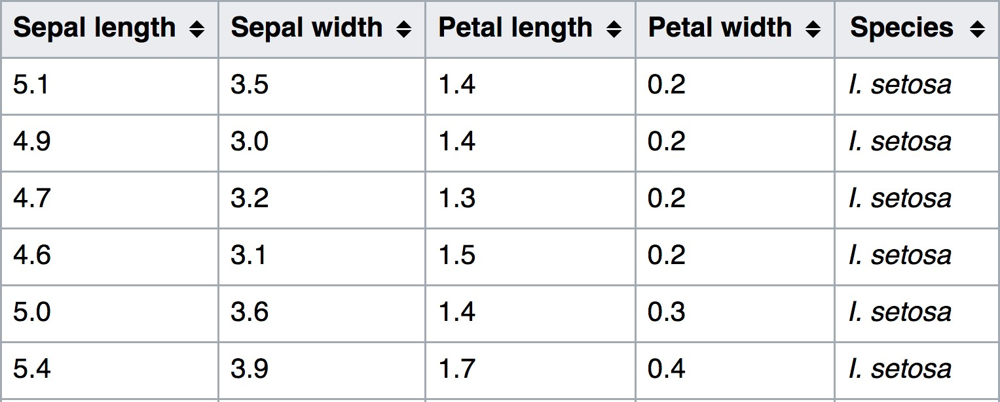 Sepal length Sepal width Petal length Petal width Species
5.1 3.5 1.4 0.2 I. setosa
4.9 3.0 1.4 0.2 I. setosa
4.7 3.2 1.3 0.2 I. setosa
4.6 3.1 1.5 0.2 I. setosa
5.0 3.6 1.4 0.3 I. setosa
5.4 3.9 1.7 0.4 I. setosa